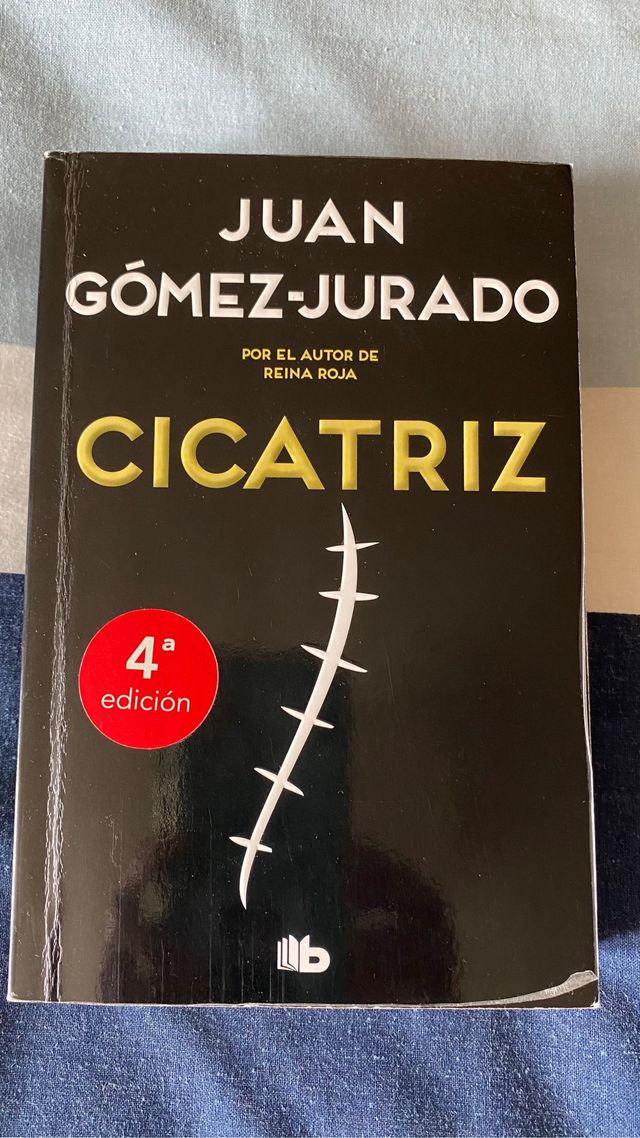 JUAN
GÓMEZ-JURADO
POR EL AUTOR DE
REINA ROJA
CICATRIZ
4ª
edición
b